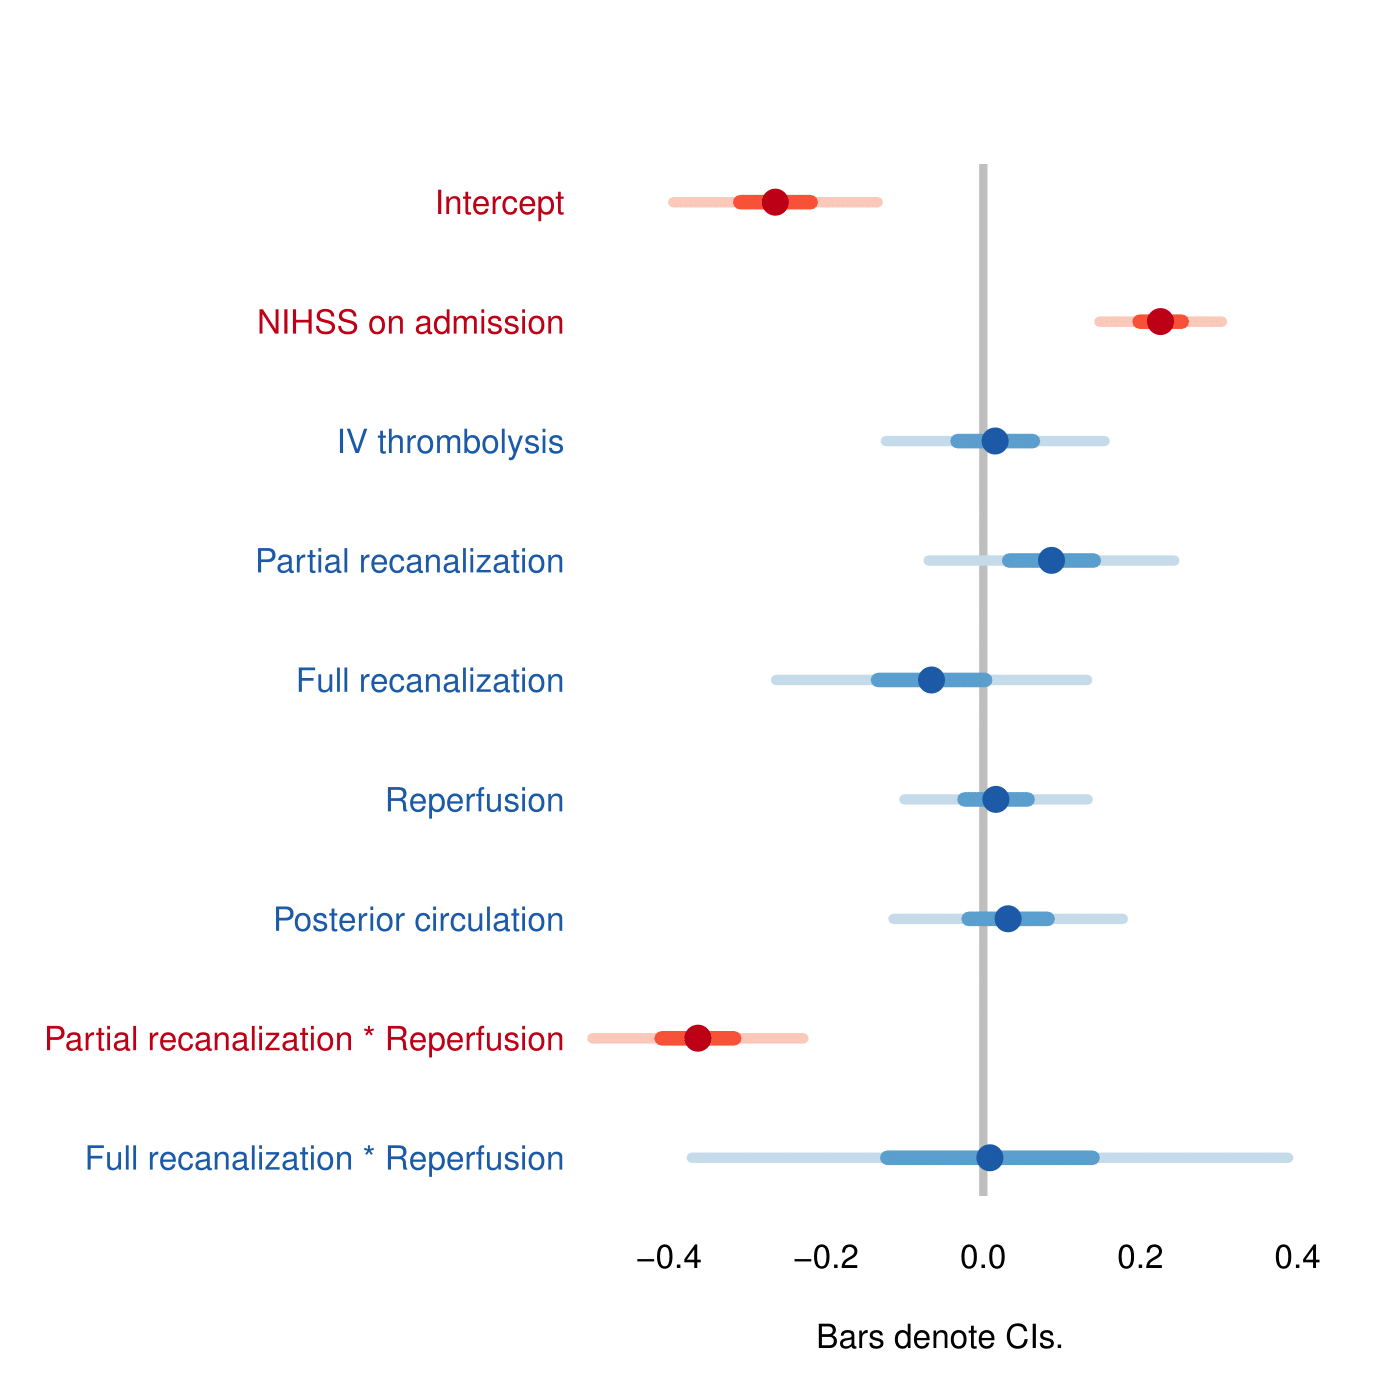 Intercept
NIHSS on admission
IV thrombolysis
Partial recanalization
Full recanalization
Reperfusion
Posterior circulation
Partial recanalization * Reperfusion
Full recanalization * Reperfusion
−0.4 −0.2 0.0 0.2 0.4
Bars denote CIs.